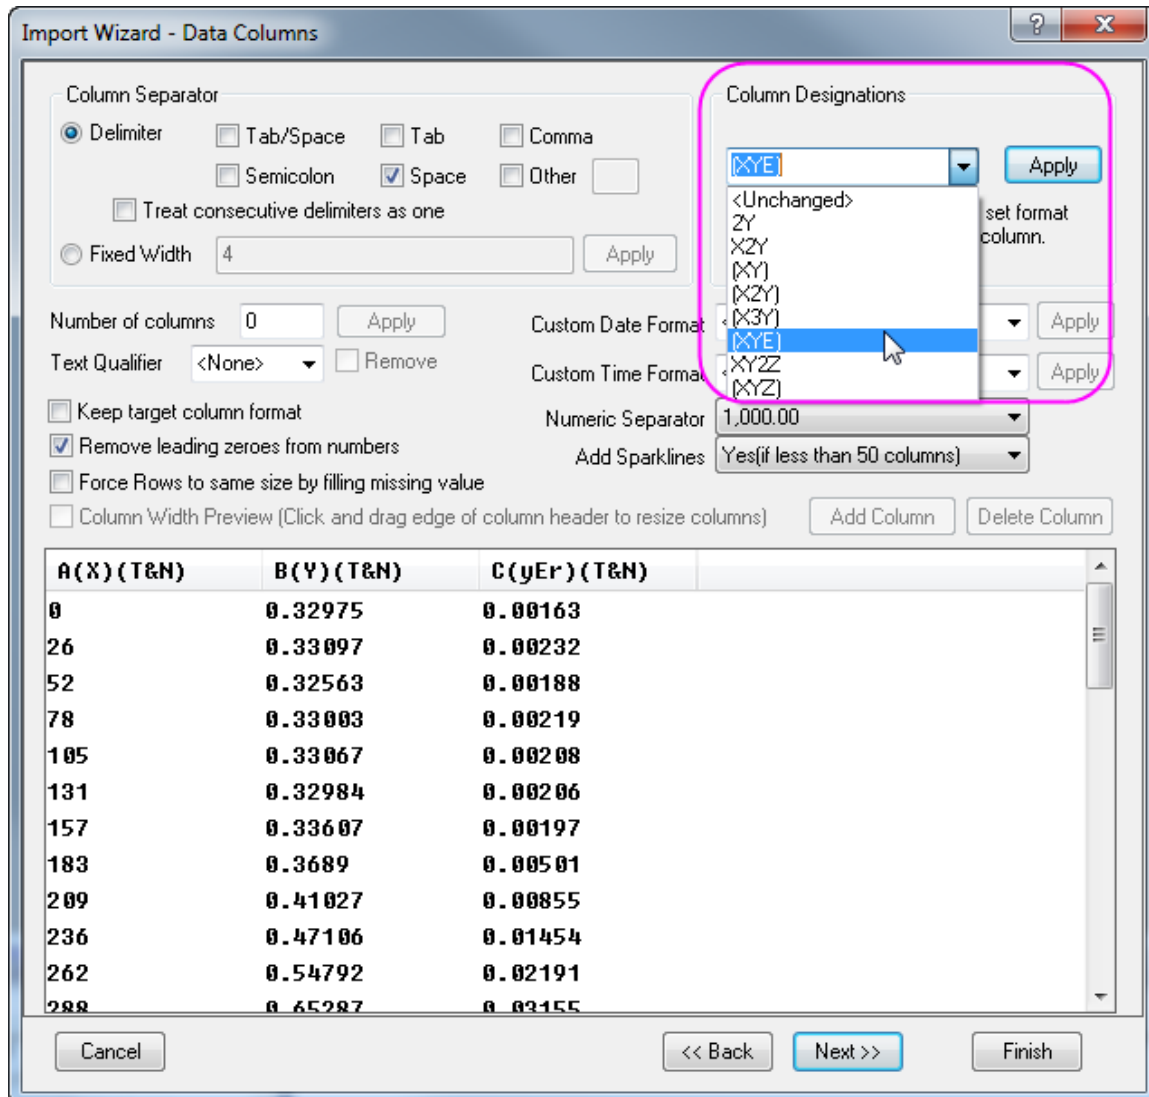 Import Wizard - Data Columns
?
X
Column Separator
Delimiter
Tab/Space
Tab
Comma
Semicolon
Space
Other
Treat consecutive delimiters as one
Fixed Width
4
Apply
Column Designations
(XYE)
Apply
<Unchanged>
2Y
X2Y
(XY)
(X2Y)
(X3Y)
(XYE)
XY2Z
(XYZ)
set format
column.
Number of columns
0
Apply
Custom Date Format
<
Apply
Text Qualifier
<None>
Remove
Custom Time Format
<
Apply
Keep target column format
Numeric Separator
1,000.00
Remove leading zeroes from numbers
Add Sparklines
Yes(if less than 50 columns)
Force Rows to same size by filling missing value
Column Width Preview (Click and drag edge of column header to resize columns)
Add Column
Delete Column
A(X)(T&N) B(Y)(T&N) C(yEr)(T&N)
0 0.32975 0.00163
26 0.33097 0.00232
52 0.32563 0.00188
78 0.33003 0.00219
105 0.33067 0.00208
131 0.32984 0.00206
157 0.33607 0.00197
183 0.3689 0.00501
209 0.41027 0.00855
236 0.47106 0.01454
262 0.54792 0.02191
288 0.65287 0.03155
Cancel
<< Back
Next >>
Finish